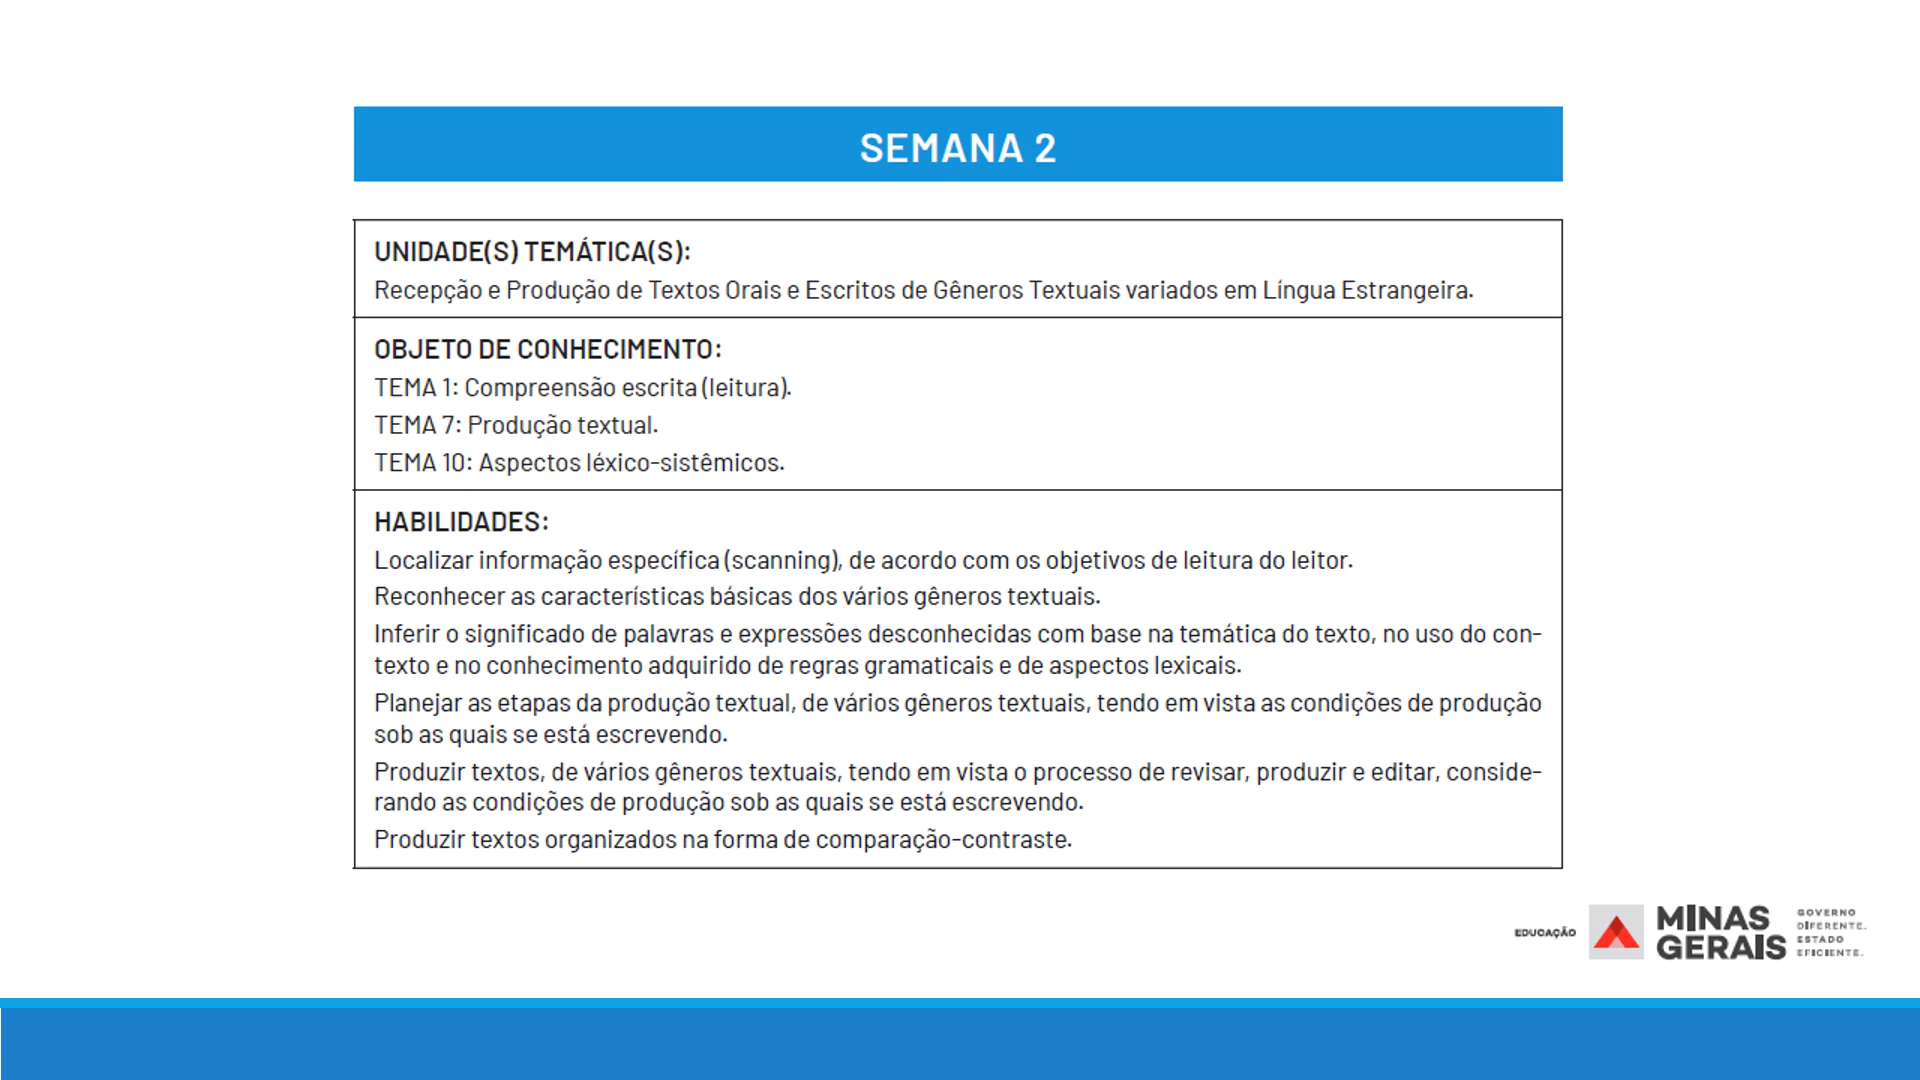 SEMANA 2
UNIDADE(S) TEMÁTICA(S):
Recepção e Produção de Textos Orais e Escritos de Gêneros Textuais variados em Língua Estrangeira.
OBJETO DE CONHECIMENTO:
TEMA 1: Compreensão escrita (leitura).
TEMA 7: Produção textual.
TEMA 10: Aspectos léxico-sistêmicos.
HABILIDADES:
Localizar informação específica (scanning), de acordo com os objetivos de leitura do leitor.
Reconhecer as características básicas dos vários gêneros textuais.
Inferir o significado de palavras e expressões desconhecidas com base na temática do texto, no uso do con-
texto e no conhecimento adquirido de regras gramaticais e de aspectos lexicais.
Planejar as etapas da produção textual, de vários gêneros textuais, tendo em vista as condições de produção
sob as quais se está escrevendo.
Produzir textos, de vários gêneros textuais, tendo em vista o processo de revisar, produzir e editar, conside-
rando as condições de produção sob as quais se está escrevendo.
Produzir textos organizados na forma de comparação-contraste.
EDUCAÇÃO
MINAS
GERAIS
GOVERNO
DIFERENTE.
ESTADO
EFICIENTE.